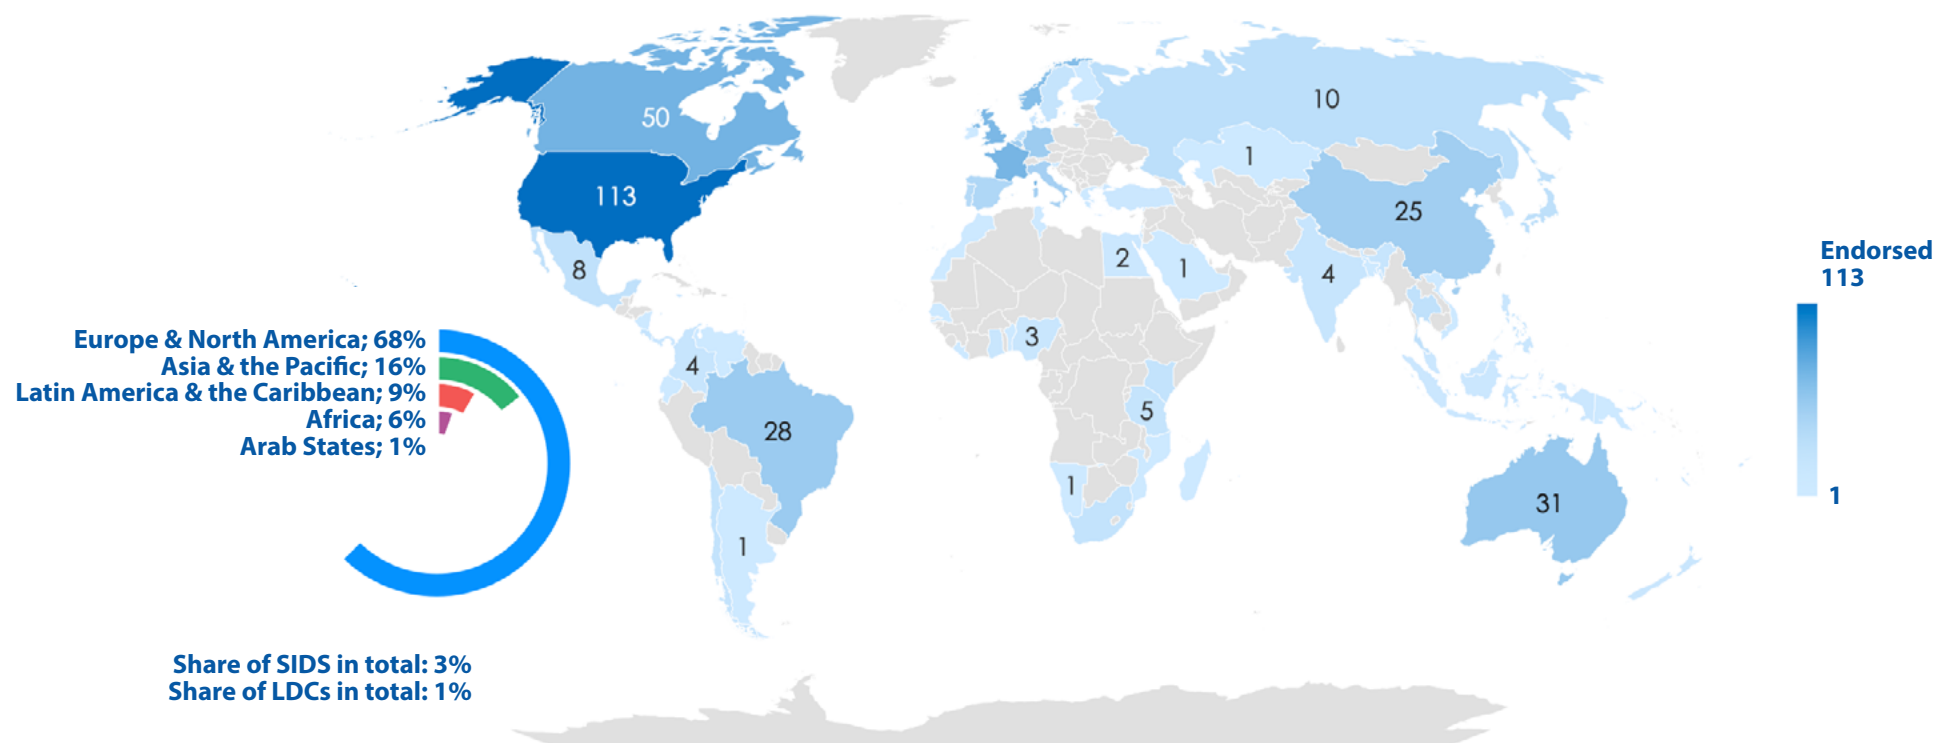 50
10
1
113
25
8
2
1
4
Endorsed
113
Europe & North America; 68%
Asia & the Pacific; 16%
Latin America & the Caribbean; 9%
Africa; 6%
Arab States; 1%
3
4
28
5
1
31
1
1
Share of SIDS in total: 3%
Share of LDCs in total: 1%